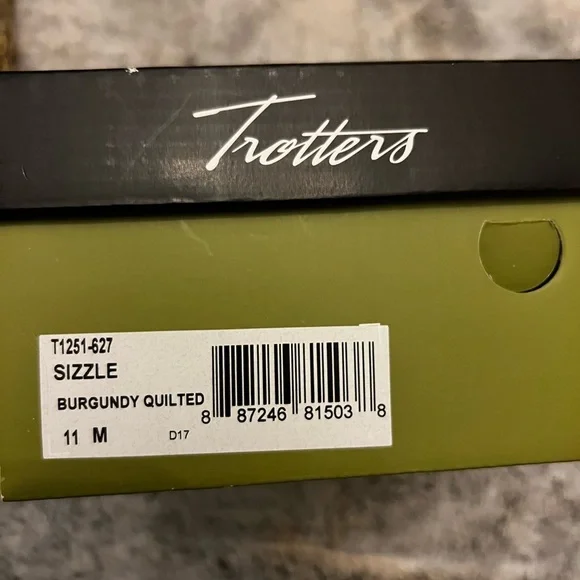 Trotters
T1251-627
SIZZLE
BURGUNDY QUILTED
11 M D17
8 87246 81503 8